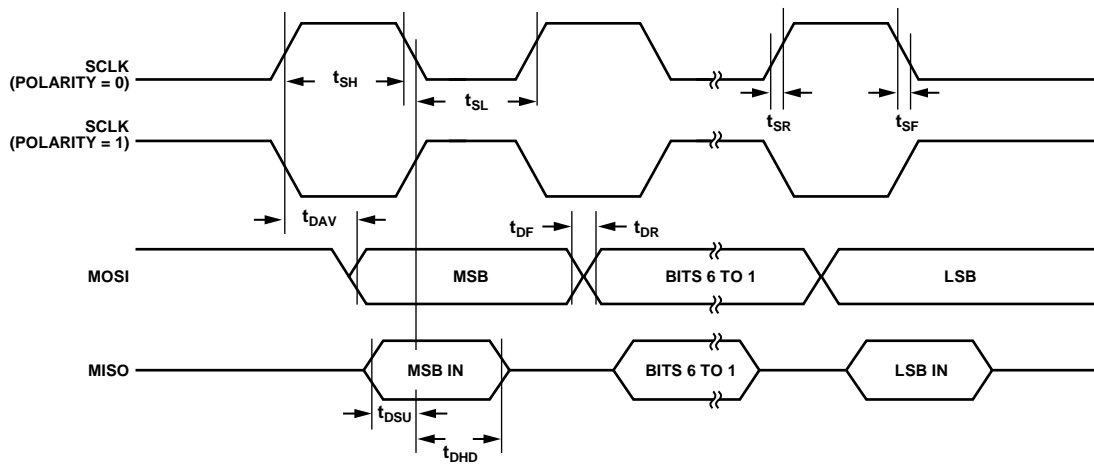 SCLK
(POLARITY = 0)
tSH
tSL
tSR
tSF
SCLK
(POLARITY = 1)
tDAV
tDF
tDR
MOSI
MSB
BITS 6 TO 1
LSB
MISO
MSB IN
BITS 6 TO 1
LSB IN
tDSU
tDHD